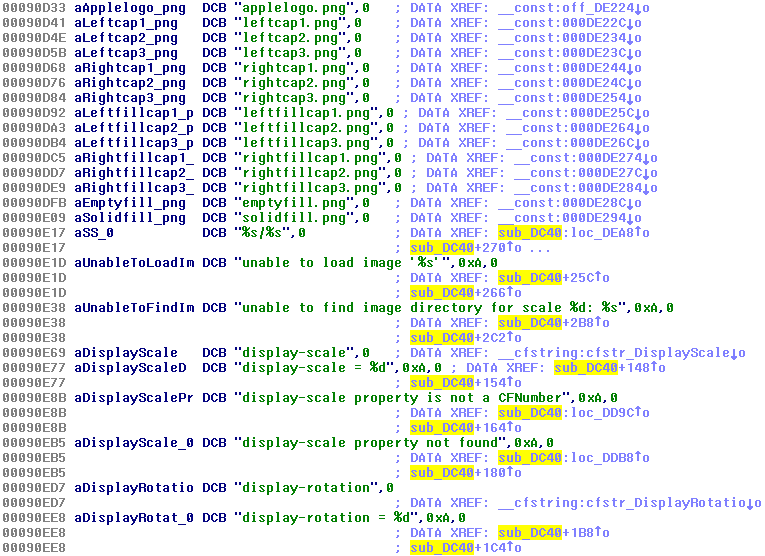 00090D33 aApplelogo_png DCB "applelogo.png",0 ; DATA XREF: __const:off_DE224↓o
00090D41 aLeftcap1_png DCB "leftcap1.png",0 ; DATA XREF: __const:000DE22C↓o
00090D4E aLeftcap2_png DCB "leftcap2.png",0 ; DATA XREF: __const:000DE234↓o
00090D5B aLeftcap3_png DCB "leftcap3.png",0 ; DATA XREF: __const:000DE23C↓o
00090D68 aRightcap1_png DCB "rightcap1.png",0 ; DATA XREF: __const:000DE244↓o
00090D76 aRightcap2_png DCB "rightcap2.png",0 ; DATA XREF: __const:000DE24C↓o
00090D84 aRightcap3_png DCB "rightcap3.png",0 ; DATA XREF: __const:000DE254↓o
00090D92 aLeftfillcap1_p DCB "leftfillcap1.png",0 ; DATA XREF: __const:000DE25C↓o
00090DA3 aLeftfillcap2_p DCB "leftfillcap2.png",0 ; DATA XREF: __const:000DE264↓o
00090DB4 aLeftfillcap3_p DCB "leftfillcap3.png",0 ; DATA XREF: __const:000DE26C↓o
00090DC5 aRightfillcap1_ DCB "rightfillcap1.png",0 ; DATA XREF: __const:000DE274↓o
00090DD7 aRightfillcap2_ DCB "rightfillcap2.png",0 ; DATA XREF: __const:000DE27C↓o
00090DE9 aRightfillcap3_ DCB "rightfillcap3.png",0 ; DATA XREF: __const:000DE284↓o
00090DFB aEmptyfill_png DCB "emptyfill.png",0 ; DATA XREF: __const:000DE28C↓o
00090E09 aSolidfill_png DCB "solidfill.png",0 ; DATA XREF: __const:000DE294↓o
00090E17 aSS_0 DCB "%s/%s",0 ; DATA XREF: sub_DC40:loc_DEA8↑o
00090E17 ; sub_DC40+270↑o ...
00090E1D aUnableToLoadIm DCB "unable to load image '%s'",0xA,0
00090E1D ; DATA XREF: sub_DC40+25C↑o
00090E1D ; sub_DC40+266↑o
00090E38 aUnableToFindIm DCB "unable to find image directory for scale %d: %s",0xA,0
00090E38 ; DATA XREF: sub_DC40+2B8↑o
00090E38 ; sub_DC40+2C2↑o
00090E69 aDisplayScale DCB "display-scale",0 ; DATA XREF: __cfstring:cfstr_DisplayScale↓o
00090E77 aDisplayScaleD DCB "display-scale = %d",0xA,0 ; DATA XREF: sub_DC40+148↑o
00090E77 ; sub_DC40+154↑o
00090E8B aDisplayScalePr DCB "display-scale property is not a CFNumber",0xA,0
00090E8B ; DATA XREF: sub_DC40:loc_DD9C↑o
00090E8B ; sub_DC40+164↑o
00090EB5 aDisplayScale_0 DCB "display-scale property not found",0xA,0
00090EB5 ; DATA XREF: sub_DC40:loc_DDB8↑o
00090EB5 ; sub_DC40+180↑o
00090ED7 aDisplayRotatio DCB "display-rotation",0
00090ED7 ; DATA XREF: __cfstring:cfstr_DisplayRotatio↓o
00090EE8 aDisplayRotat_0 DCB "display-rotation = %d",0xA,0
00090EE8 ; DATA XREF: sub_DC40+1B8↑o
00090EE8 ; sub_DC40+1C4↑o